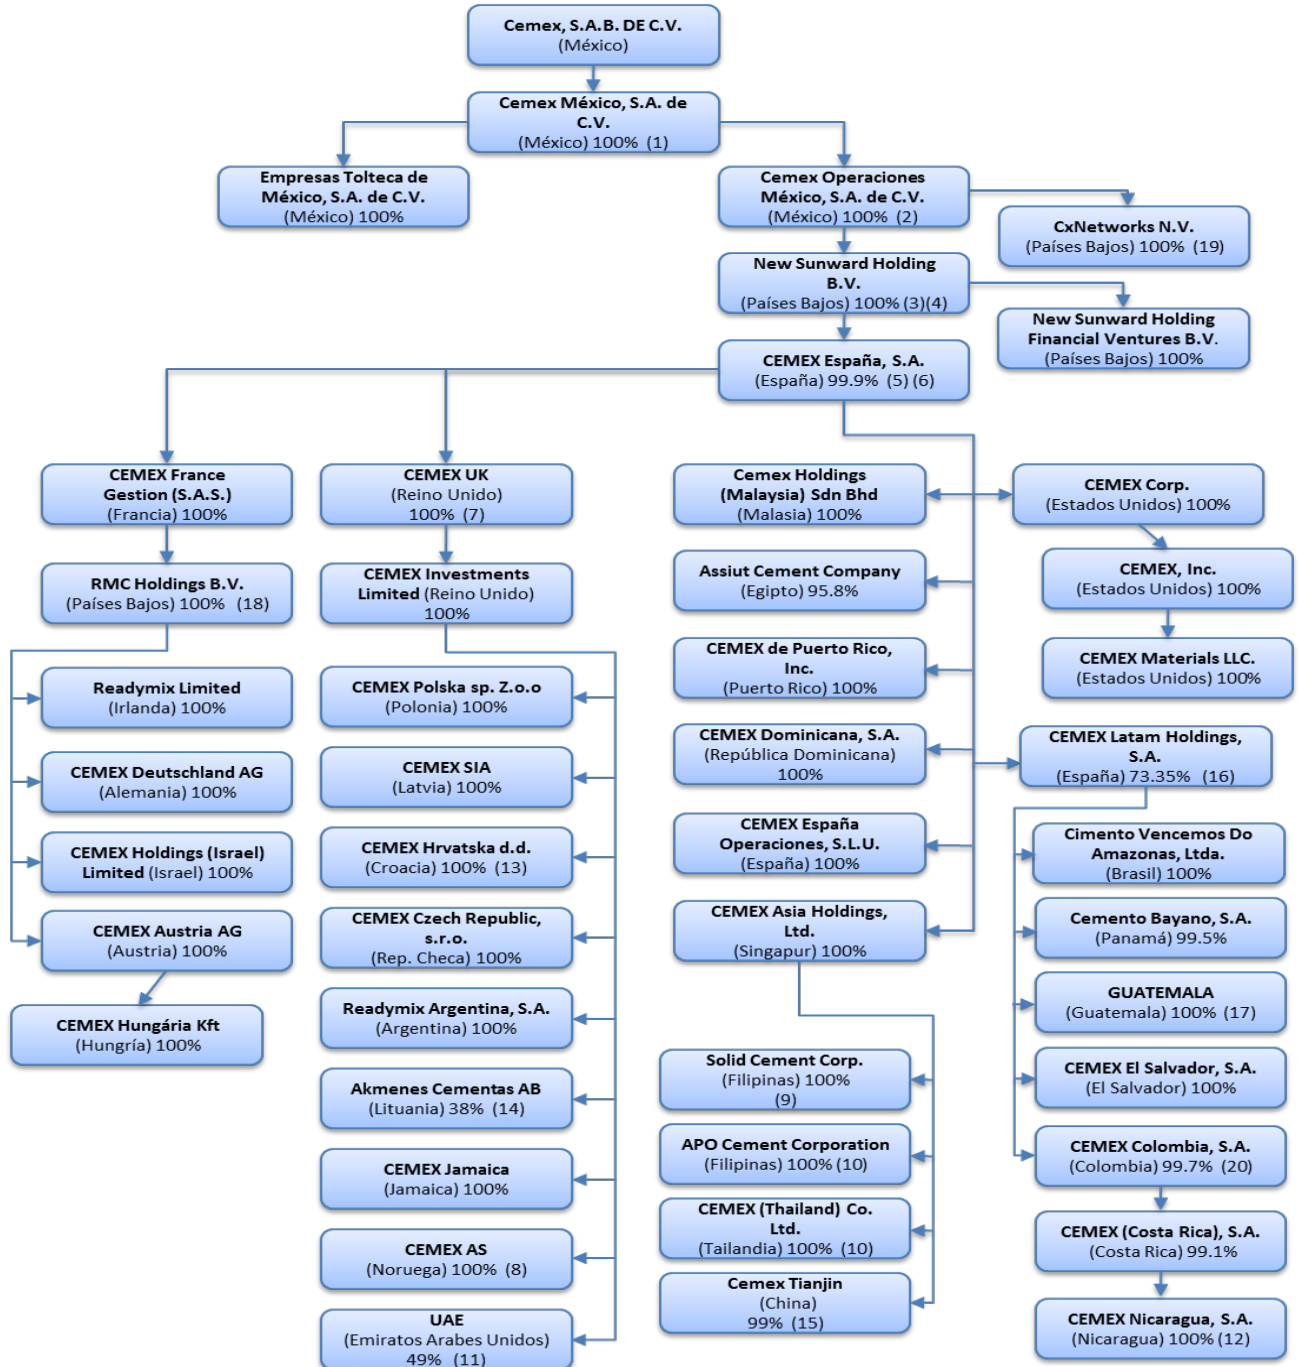 Cemex, S.A.B. DE C.V.
(México)
Cemex México, S.A. de
C.V.
(México) 100% (1)
Empresas Tolteca de
México, S.A. de C.V.
(México) 100%
Cemex Operaciones
México, S.A. de C.V.
(México) 100% (2)
CxNetworks N.V.
(Países Bajos) 100% (19)
New Sunward Holding
B.V.
(Países Bajos) 100% (3)(4)
New Sunward Holding
Financial Ventures B.V.
(Países Bajos) 100%
CEMEX España, S.A.
(España) 99.9% (5) (6)
CEMEX France
Gestion (S.A.S.)
(Francia) 100%
RMC Holdings B.V.
(Países Bajos) 100% (18)
Readymix Limited
(Irlanda) 100%
CEMEX Deutschland AG
(Alemania) 100%
CEMEX Holdings (Israel)
Limited (Israel) 100%
CEMEX Austria AG
(Austria) 100%
CEMEX Hungária Kft
(Hungría) 100%
CEMEX UK
(Reino Unido)
100% (7)
CEMEX Investments
Limited (Reino Unido)
100%
CEMEX Polska sp. Z.o.o
(Polonia) 100%
CEMEX SIA
(Latvia) 100%
CEMEX Hrvatska d.d.
(Croacia) 100% (13)
CEMEX Czech Republic,
s.r.o.
(Rep. Checa) 100%
Readymix Argentina, S.A.
(Argentina) 100%
Akmenes Cementas AB
(Lituania) 38% (14)
CEMEX Jamaica
(Jamaica) 100%
CEMEX AS
(Noruega) 100% (8)
UAE
(Emiratos Arabes Unidos)
49% (11)
Cemex Holdings
(Malaysia) Sdn Bhd
(Malasia) 100%
Assiut Cement Company
(Egipto) 95.8%
CEMEX de Puerto Rico,
Inc.
(Puerto Rico) 100%
CEMEX Dominicana, S.A.
(República Dominicana)
100%
CEMEX España
Operaciones, S.L.U.
(España) 100%
CEMEX Asia Holdings,
Ltd.
(Singapur) 100%
Solid Cement Corp.
(Filipinas) 100%
(9)
APO Cement Corporation
(Filipinas) 100% (10)
CEMEX (Thailand) Co.
Ltd.
(Tailandia) 100% (10)
Cemex Tianjin
(China)
99% (15)
CEMEX Corp.
(Estados Unidos) 100%
CEMEX, Inc.
(Estados Unidos) 100%
CEMEX Materials LLC.
(Estados Unidos) 100%
CEMEX Latam Holdings,
S.A.
(España) 73.35% (16)
Cimento Vencemos Do
Amazonas, Ltda.
(Brasil) 100%
Cemento Bayano, S.A.
(Panamá) 99.5%
GUATEMALA
(Guatemala) 100% (17)
CEMEX El Salvador, S.A.
(El Salvador) 100%
CEMEX Colombia, S.A.
(Colombia) 99.7% (20)
CEMEX (Costa Rica), S.A.
(Costa Rica) 99.1%
CEMEX Nicaragua, S.A.
(Nicaragua) 100% (12)